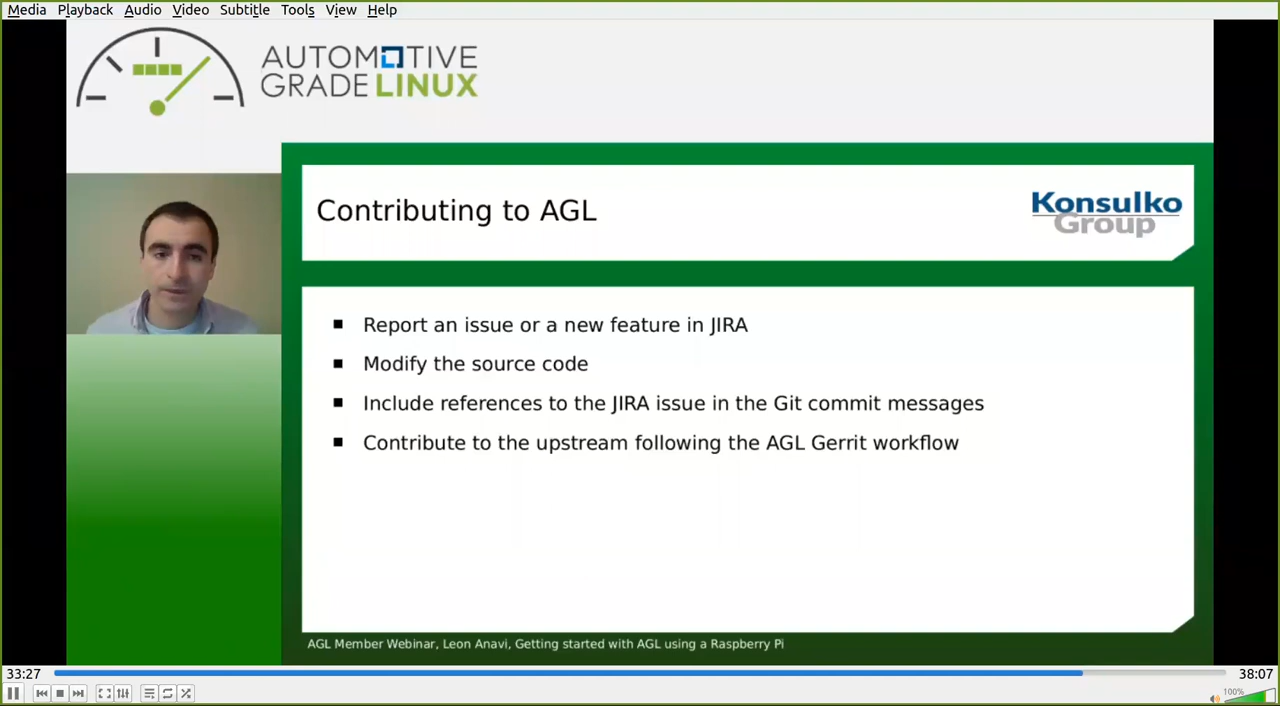 Media Playback Audio Video Subtitle Tools View Help
AUTOMOTIVE
GRADE LINUX
Contributing to AGL
Konsulko
Group
Report an issue or a new feature in JIRA
Modify the source code
Include references to the JIRA issue in the Git commit messages
Contribute to the upstream following the AGL Gerrit workflow
AGL Member Webinar, Leon Anavi, Getting started with AGL using a Raspberry Pi
33:27
38:07
100%